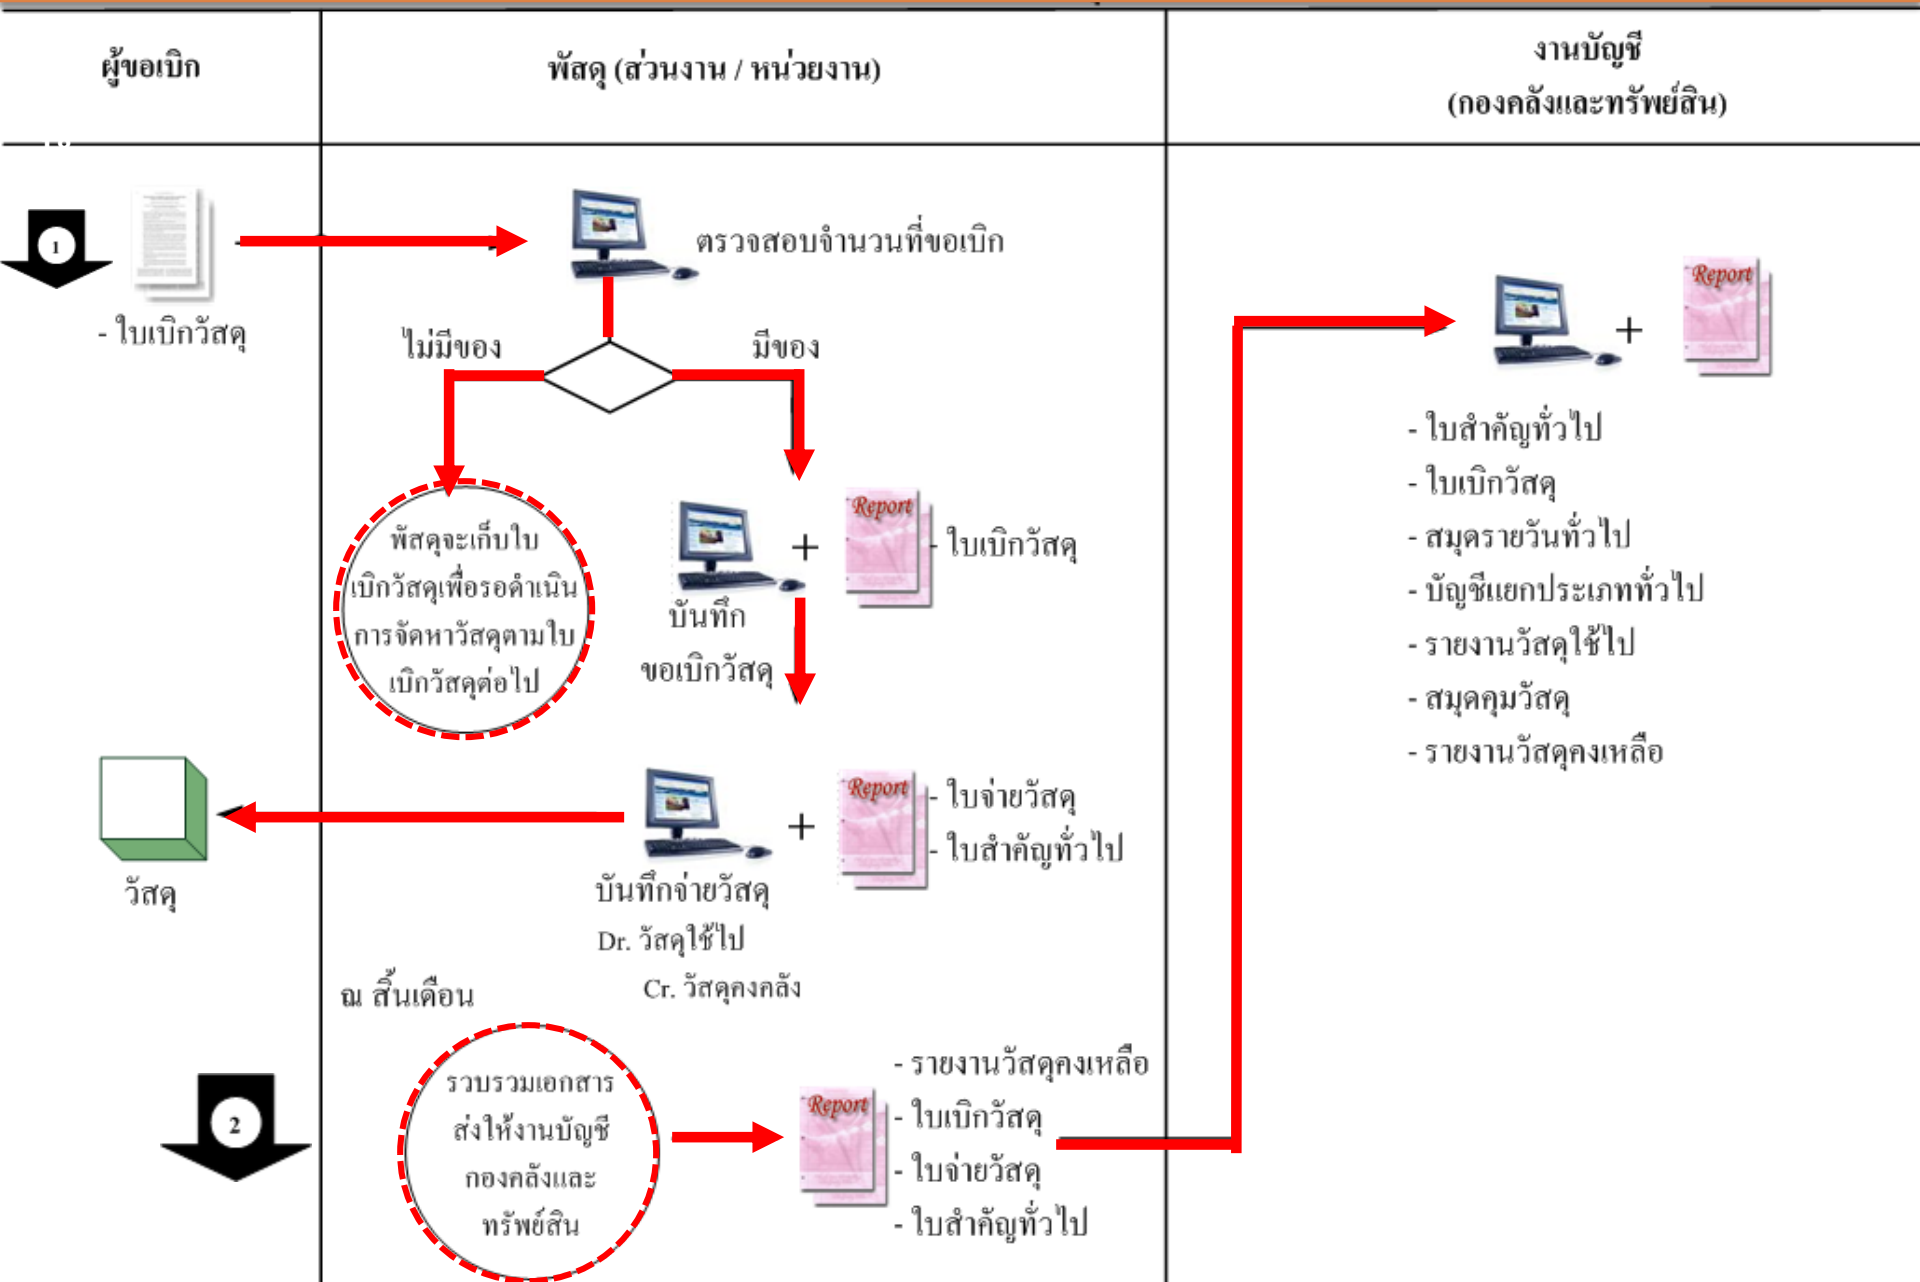 ผู้ขอเบิก
พัสดุ (ส่วนงาน / หน่วยงาน)
งานบัญชี
(กองคลังและทรัพย์สิน)
1
- ใบเบิกวัสดุ
ตรวจสอบจำนวนที่ขอเบิก
ไม่มีของ
มีของ
พัสดุจะเก็บใบ
เบิกวัสดุเพื่อรอดำเนิน
การจัดหาวัสดุตามใบ
เบิกวัสดุต่อไป
+
Report
- ใบเบิกวัสดุ
บันทึก
ขอเบิกวัสดุ
วัสดุ
+
Report
- ใบจ่ายวัสดุ
- ใบสำคัญทั่วไป
บันทึกจ่ายวัสดุ
Dr. วัสดุใช้ไป
Cr. วัสดุคงคลัง
ณ สิ้นเดือน
2
รวบรวมเอกสาร
ส่งให้งานบัญชี
กองคลังและ
ทรัพย์สิน
Report
- รายงานวัสดุคงเหลือ
- ใบเบิกวัสดุ
- ใบจ่ายวัสดุ
- ใบสำคัญทั่วไป
+
Report
- ใบสำคัญทั่วไป
- ใบเบิกวัสดุ
- สมุดรายวันทั่วไป
- บัญชีแยกประเภททั่วไป
- รายงานวัสดุใช้ไป
- สมุดคุมวัสดุ
- รายงานวัสดุคงเหลือ